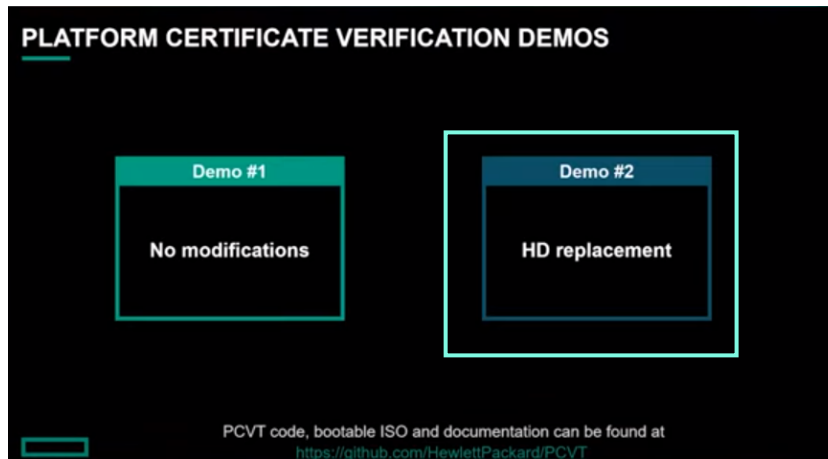 PLATFORM CERTIFICATE VERIFICATION DEMOS
Demo #1
No modifications
Demo #2
HD replacement
PCVT code, bootable ISO and documentation can be found at
https://github.com/HewlettPackard/PCVT